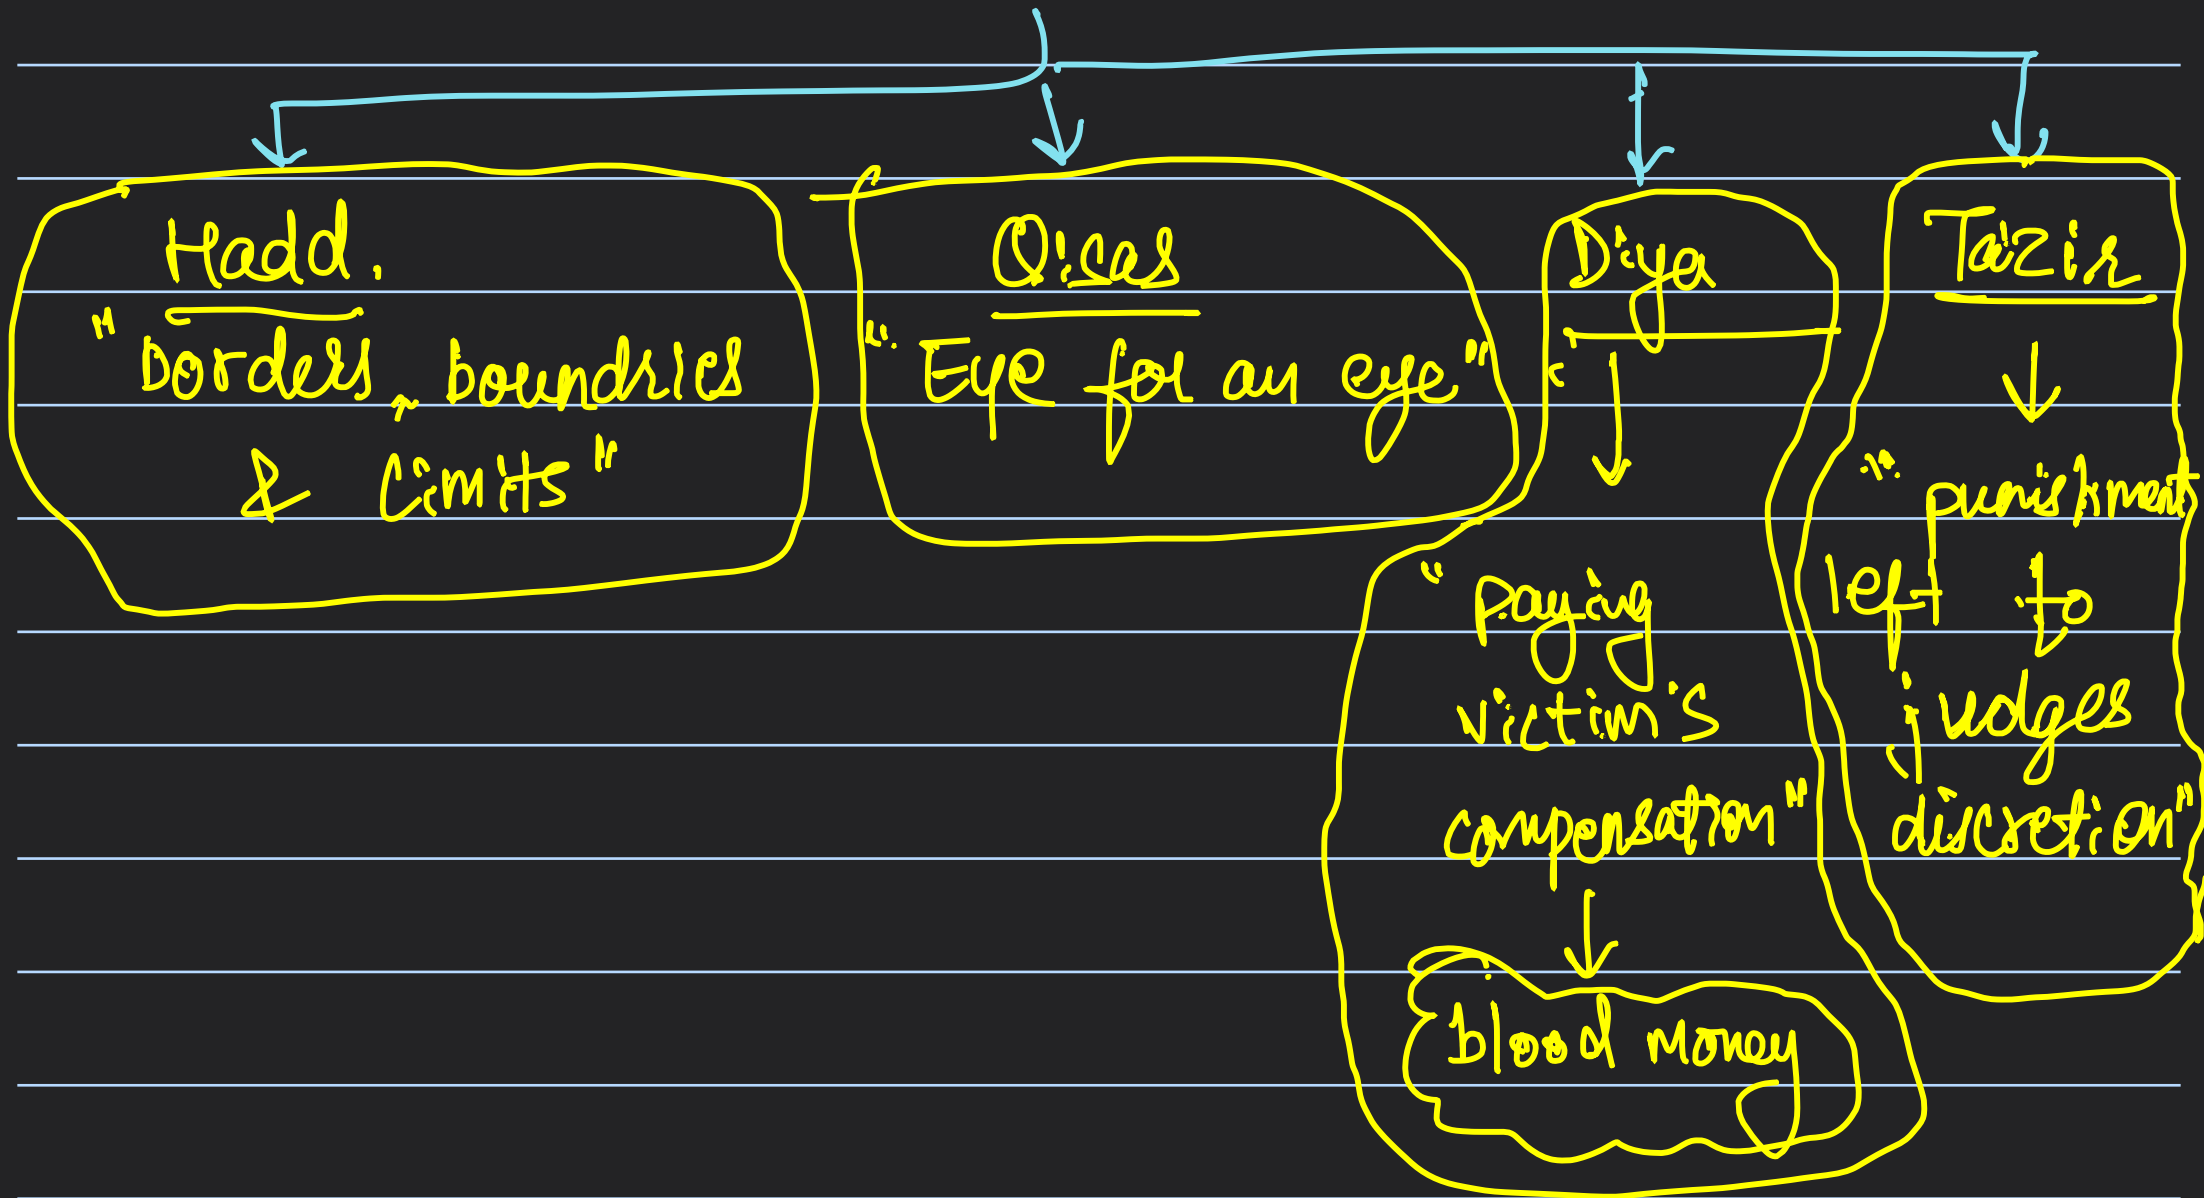 Hadd.
"Borders, boundries
& Limits"
Qisas
"Eye for an eye"
Diya
"paying
victim's
compensation"
blood money
Tazir
"punishment
left to
judges
discretion"